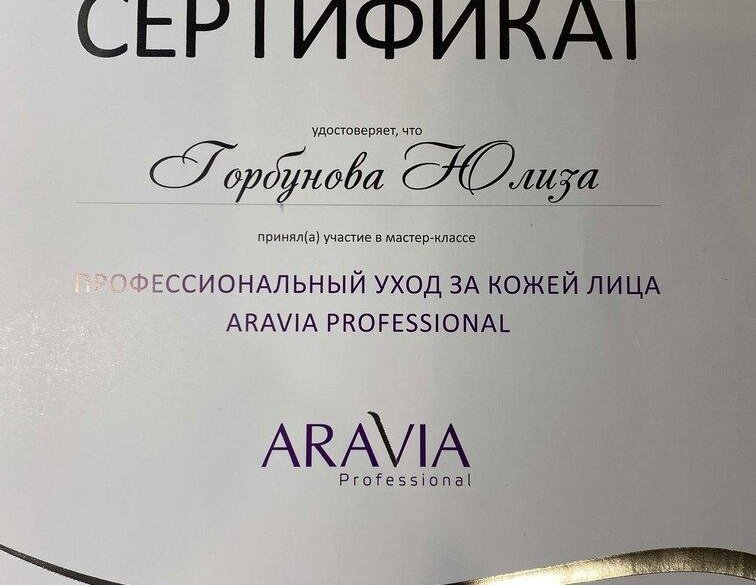 СЕРТИФИКАТ
удостоверяет, что
Горбунова Юлиза
принял(а) участие в мастер-классе
ПРОФЕССИОНАЛЬНЫЙ УХОД ЗА КОЖЕЙ ЛИЦА
ARAVIA PROFESSIONAL
ARAVIA
Professional